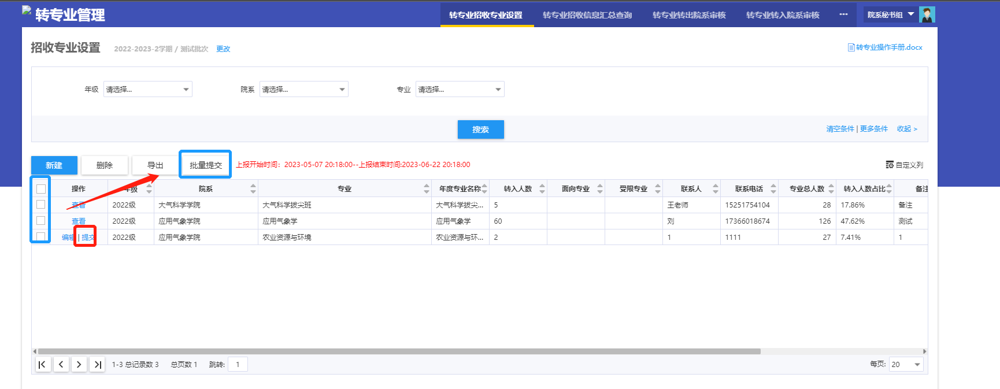 转专业管理
转专业招收专业设置 转专业招收信息汇总查询 转专业转出院系审核 转专业转入院系审核 ··· 院系秘书组
招收专业设置 2022-2023-2学期 / 测试批次 更改 转专业操作手册.docx
年级 请选择... 院系 请选择... 专业 请选择...
搜索 清空条件 | 更多条件 收起 >
新建 删除 导出 批量提交 上报开始时间：2023-05-07 20:18:00--上报结束时间:2023-06-22 20:18:00 自定义列
操作 年级 院系 专业 年度专业名称 转入人数 面向专业 受限专业 联系人 联系电话 专业总人数 转入人数占比 备注
查看 2022级 大气科学学院 大气科学拔尖班 大气科学拔尖... 5 王老师 15251754104 28 17.86% 备注
查看 2022级 应用气象学院 应用气象学 应用气象学 60 刘 17366018674 126 47.62% 测试
编辑 | 提交 2022级 应用气象学院 农业资源与环境 农业资源与环... 2 1 1111 27 7.41% 1
1-3 总记录数 3 总页数 1 跳转: 1 每页: 20